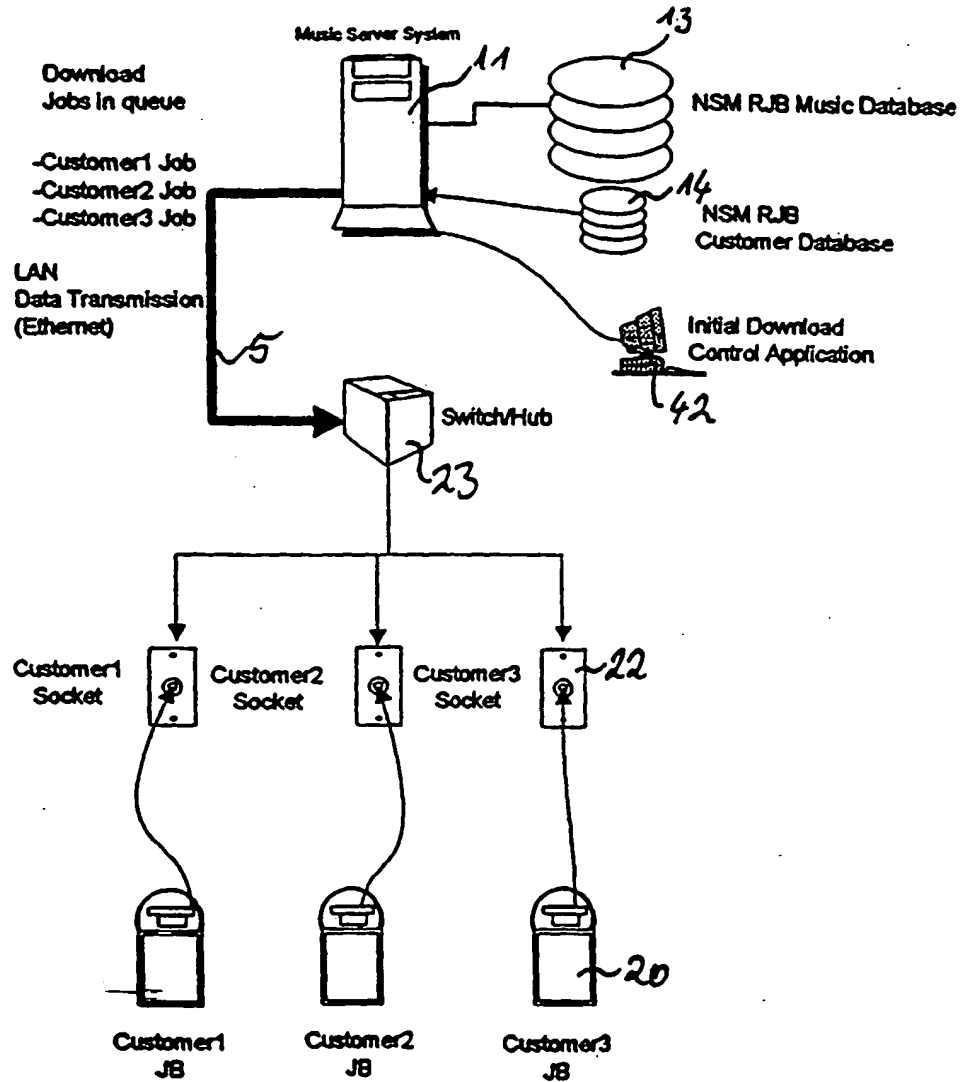 Music Server System
11
13
Download
Jobs in queue
NSM RJB Music Database
-Customer1 Job
-Customer2 Job
-Customer3 Job
14
NSM RJB
Customer Database
LAN
Data Transmission
(Ethernet)
5
Initial Download
Control Application
42
Switch/Hub
23
Customer1
Socket
Customer2
Socket
Customer3
Socket
22
20
Customer1
JB
Customer2
JB
Customer3
JB